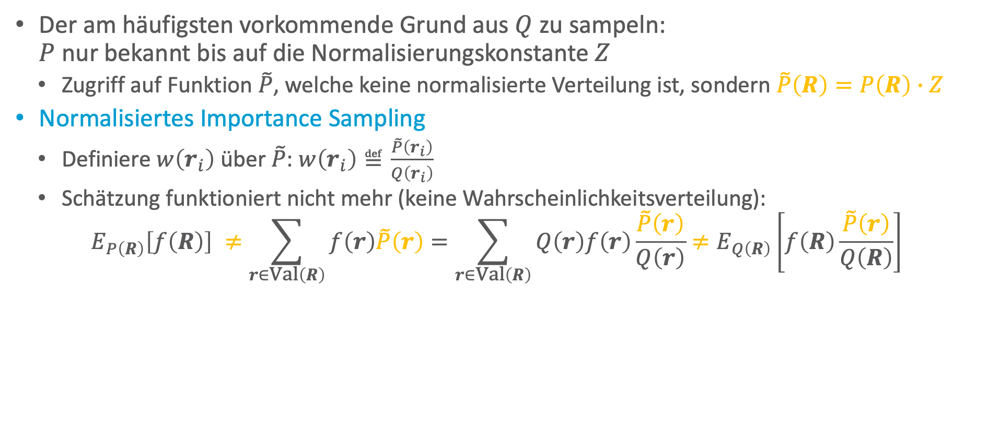 • Der am häufigsten vorkommende Grund aus Q zu sampeln:
P nur bekannt bis auf die Normalisierungskonstante Z
• Zugriff auf Funktion P̃, welche keine normalisierte Verteilung ist, sondern P̃(R) = P(R) · Z
• Normalisiertes Importance Sampling
• Definiere w(rᵢ) über P̃: w(rᵢ) ≝ P̃(rᵢ) / Q(rᵢ)
• Schätzung funktioniert nicht mehr (keine Wahrscheinlichkeitsverteilung):
E_{P(R)}[f(R)] ≠ ∑_{r∈Val(R)} f(r)P̃(r) = ∑_{r∈Val(R)} Q(r)f(r) P̃(r)/Q(r) ≠ E_{Q(R)} [f(R) P̃(r)/Q(R)]